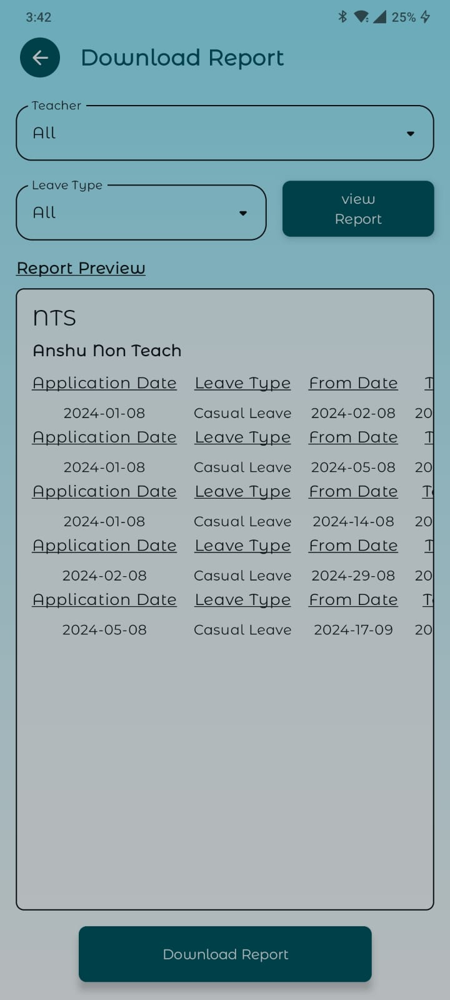 3:42 25%
Download Report
Teacher
All
Leave Type
All
view
Report
Report Preview
NTS
Anshu Non Teach
Application Date Leave Type From Date T
2024-01-08 Casual Leave 2024-02-08 20
Application Date Leave Type From Date T
2024-01-08 Casual Leave 2024-05-08 20
Application Date Leave Type From Date To
2024-01-08 Casual Leave 2024-14-08 20
Application Date Leave Type From Date T
2024-02-08 Casual Leave 2024-29-08 20
Application Date Leave Type From Date To
2024-05-08 Casual Leave 2024-17-09 20
Download Report